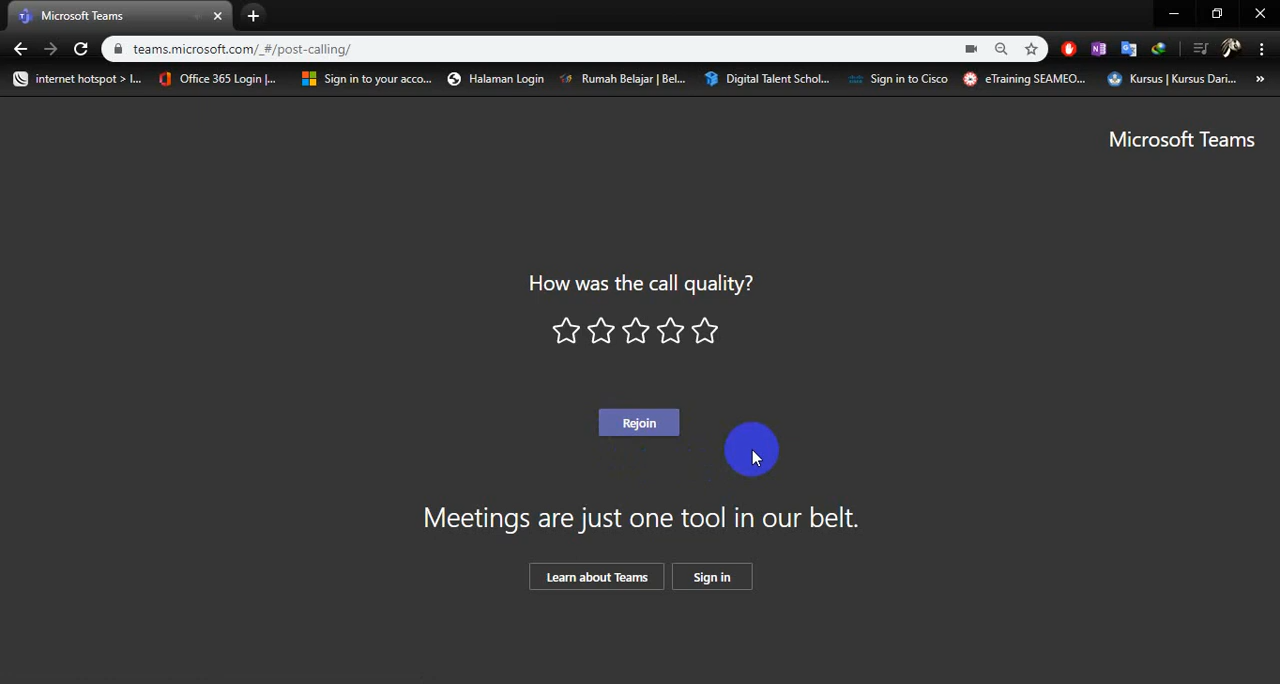 Microsoft Teams
teams.microsoft.com/_#/post-calling/
internet hotspot > I...
Office 365 Login |...
Sign in to your acco...
Halaman Login
Rumah Belajar | Bel...
Digital Talent Schol...
Sign in to Cisco
eTraining SEAMEO...
Kursus | Kursus Dari...
»
Microsoft Teams
How was the call quality?
Rejoin
Meetings are just one tool in our belt.
Learn about Teams
Sign in